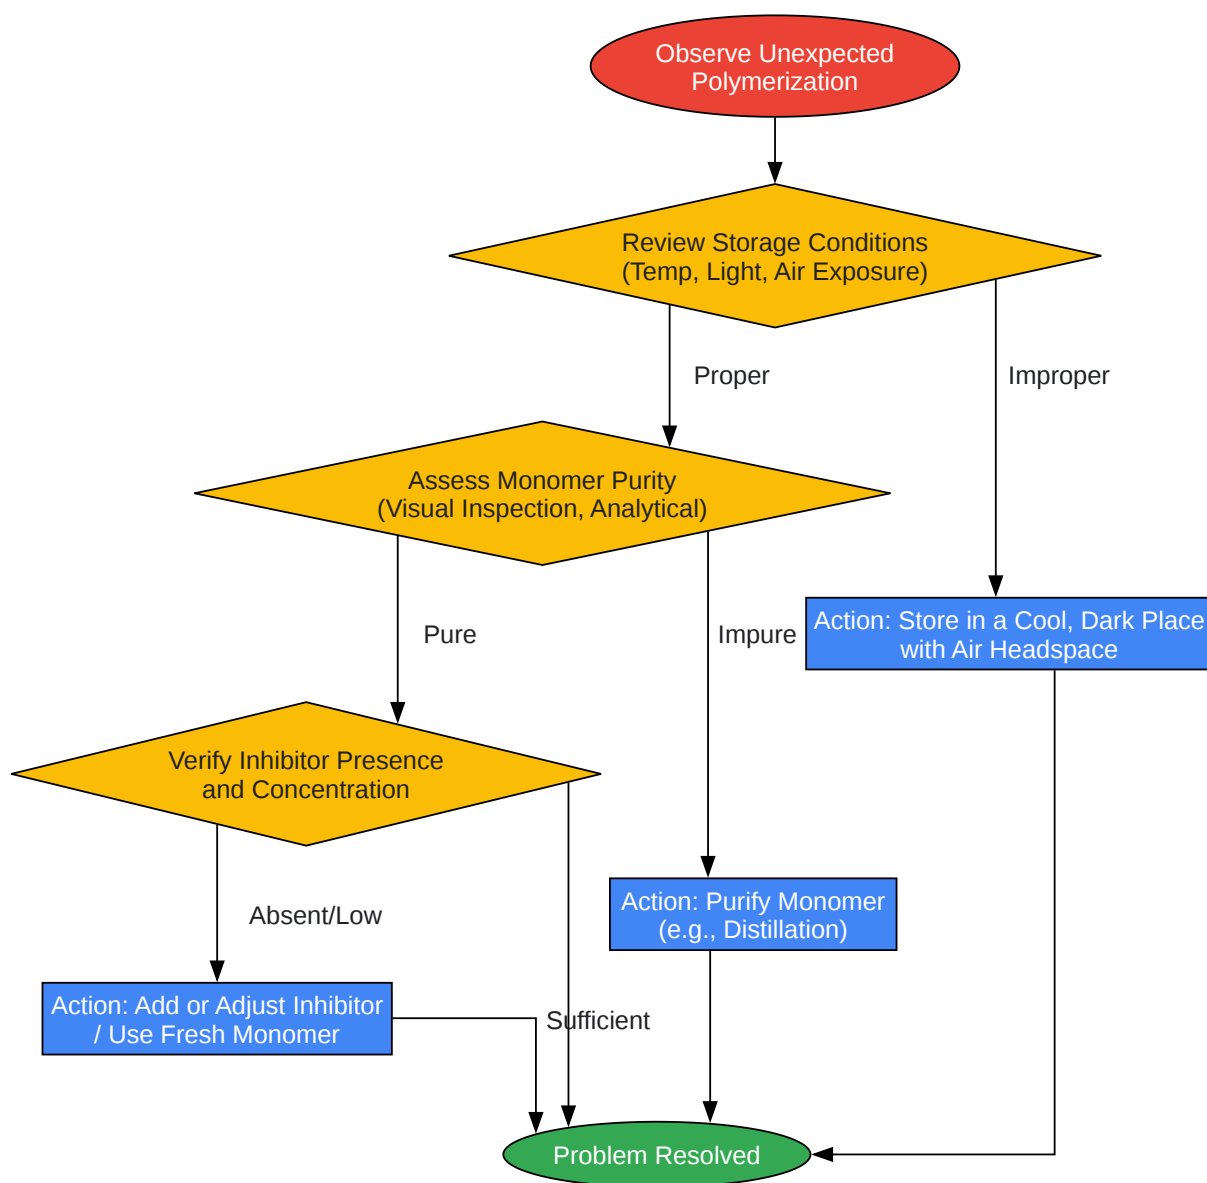 Observe Unexpected
Polymerization
Review Storage Conditions
(Temp, Light, Air Exposure)
Proper
Improper
Assess Monomer Purity
(Visual Inspection, Analytical)
Pure
Impure
Action: Store in a Cool, Dark Place
with Air Headspace
Verify Inhibitor Presence
and Concentration
Absent/Low
Action: Purify Monomer
(e.g., Distillation)
Action: Add or Adjust Inhibitor
/ Use Fresh Monomer
Sufficient
Problem Resolved